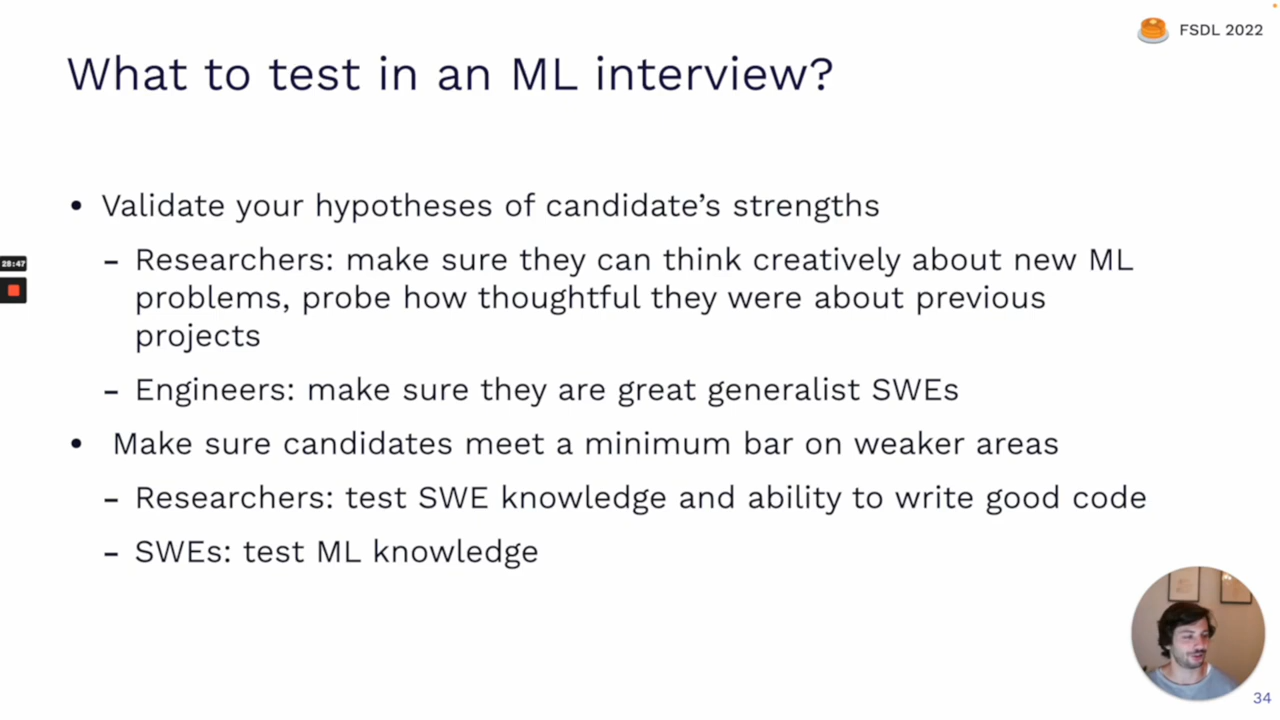 FSDL 2022
What to test in an ML interview?
• Validate your hypotheses of candidate’s strengths
– Researchers: make sure they can think creatively about new ML
problems, probe how thoughtful they were about previous
projects
– Engineers: make sure they are great generalist SWEs
• Make sure candidates meet a minimum bar on weaker areas
– Researchers: test SWE knowledge and ability to write good code
– SWEs: test ML knowledge
28:47
34